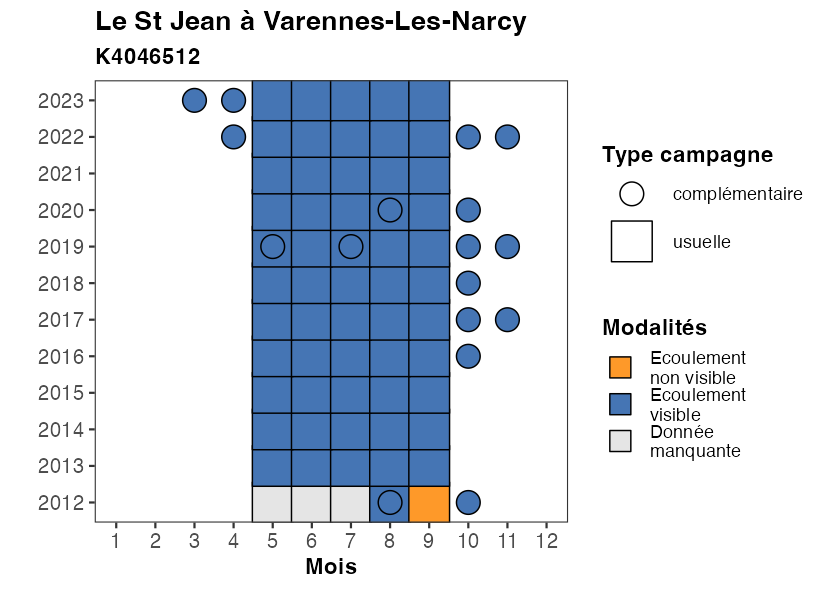 Le St Jean à Varennes-Les-Narcy
K4046512
2023
2022
2021
2020
2019
2018
2017
2016
2015
2014
2013
2012
1 2 3 4 5 6 7 8 9 10 11 12
Mois
Type campagne
complémentaire
usuelle
Modalités
Ecoulement
non visible
Ecoulement
visible
Donnée
manquante